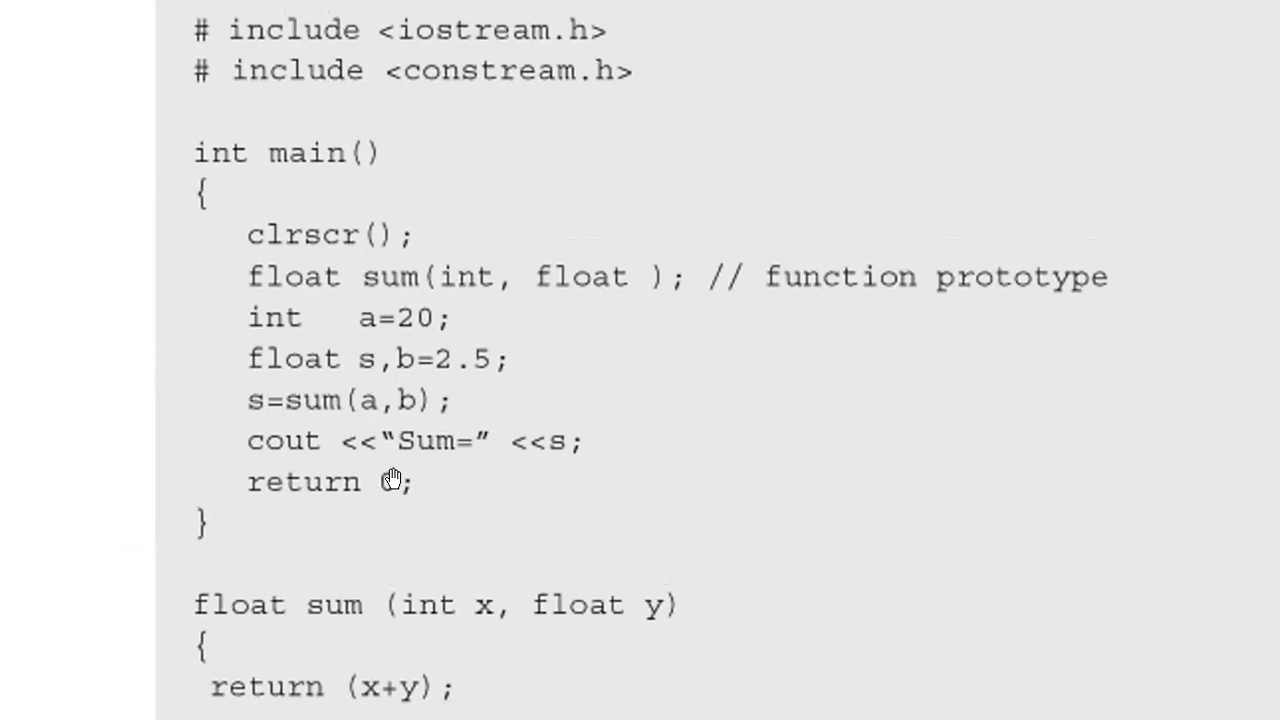 # include <iostream.h>
# include <constream.h>
int main()
{
clrscr();
float sum(int, float ); // function prototype
int a=20;
float s,b=2.5;
s=sum(a,b);
cout <<“Sum=” <<s;
return 0;
}
float sum (int x, float y)
{
return (x+y);